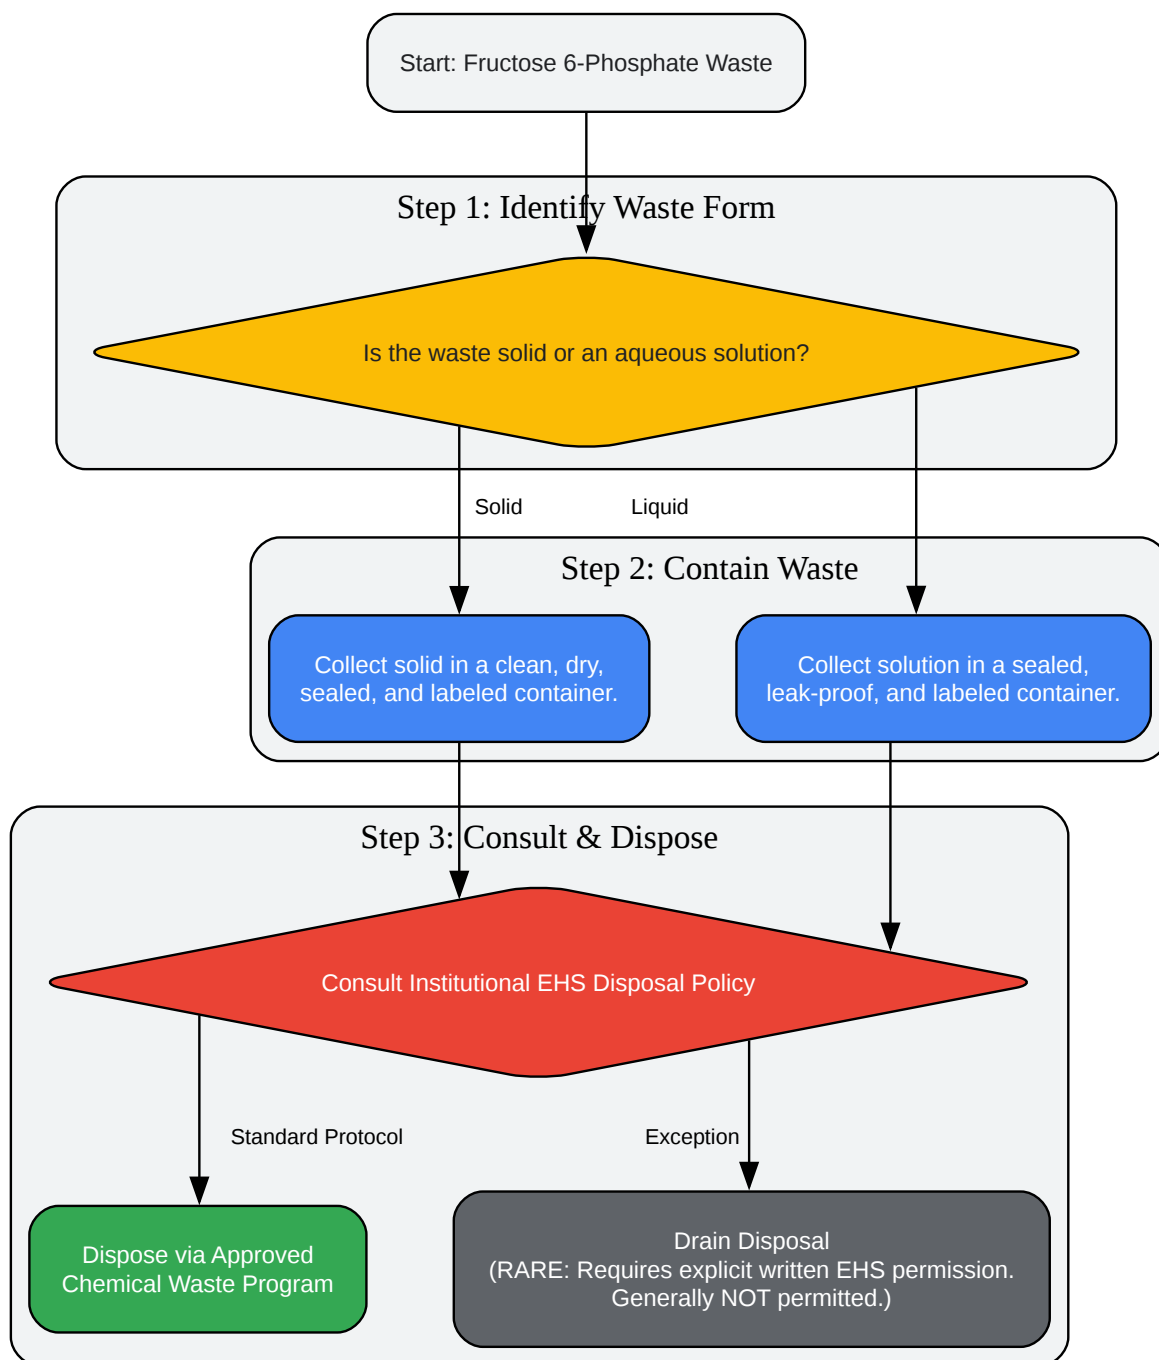 Start: Fructose 6-Phosphate Waste
Step 1: Identify Waste Form
Is the waste solid or an aqueous solution?
Solid
Liquid
Step 2: Contain Waste
Collect solid in a clean, dry,
sealed, and labeled container.
Collect solution in a sealed,
leak-proof, and labeled container.
Step 3: Consult & Dispose
Consult Institutional EHS Disposal Policy
Standard Protocol
Exception
Dispose via Approved
Chemical Waste Program
Drain Disposal
(RARE: Requires explicit written EHS permission.
Generally NOT permitted.)